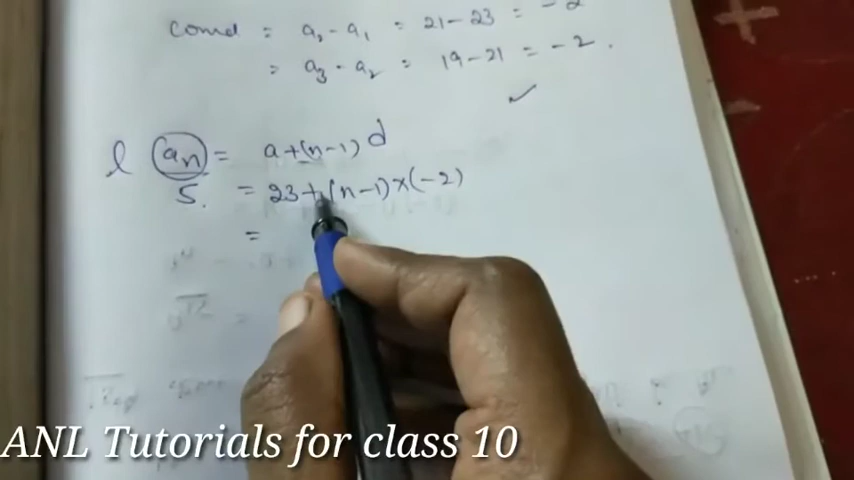 Comd = a₂ - a₁ = 21 - 23 = - 2
= a₃ - a₂ = 19 - 21 = - 2.
l an = a + (n - 1) d
5. = 23 + (n - 1) × (- 2)
=
ANL Tutorials for class 10